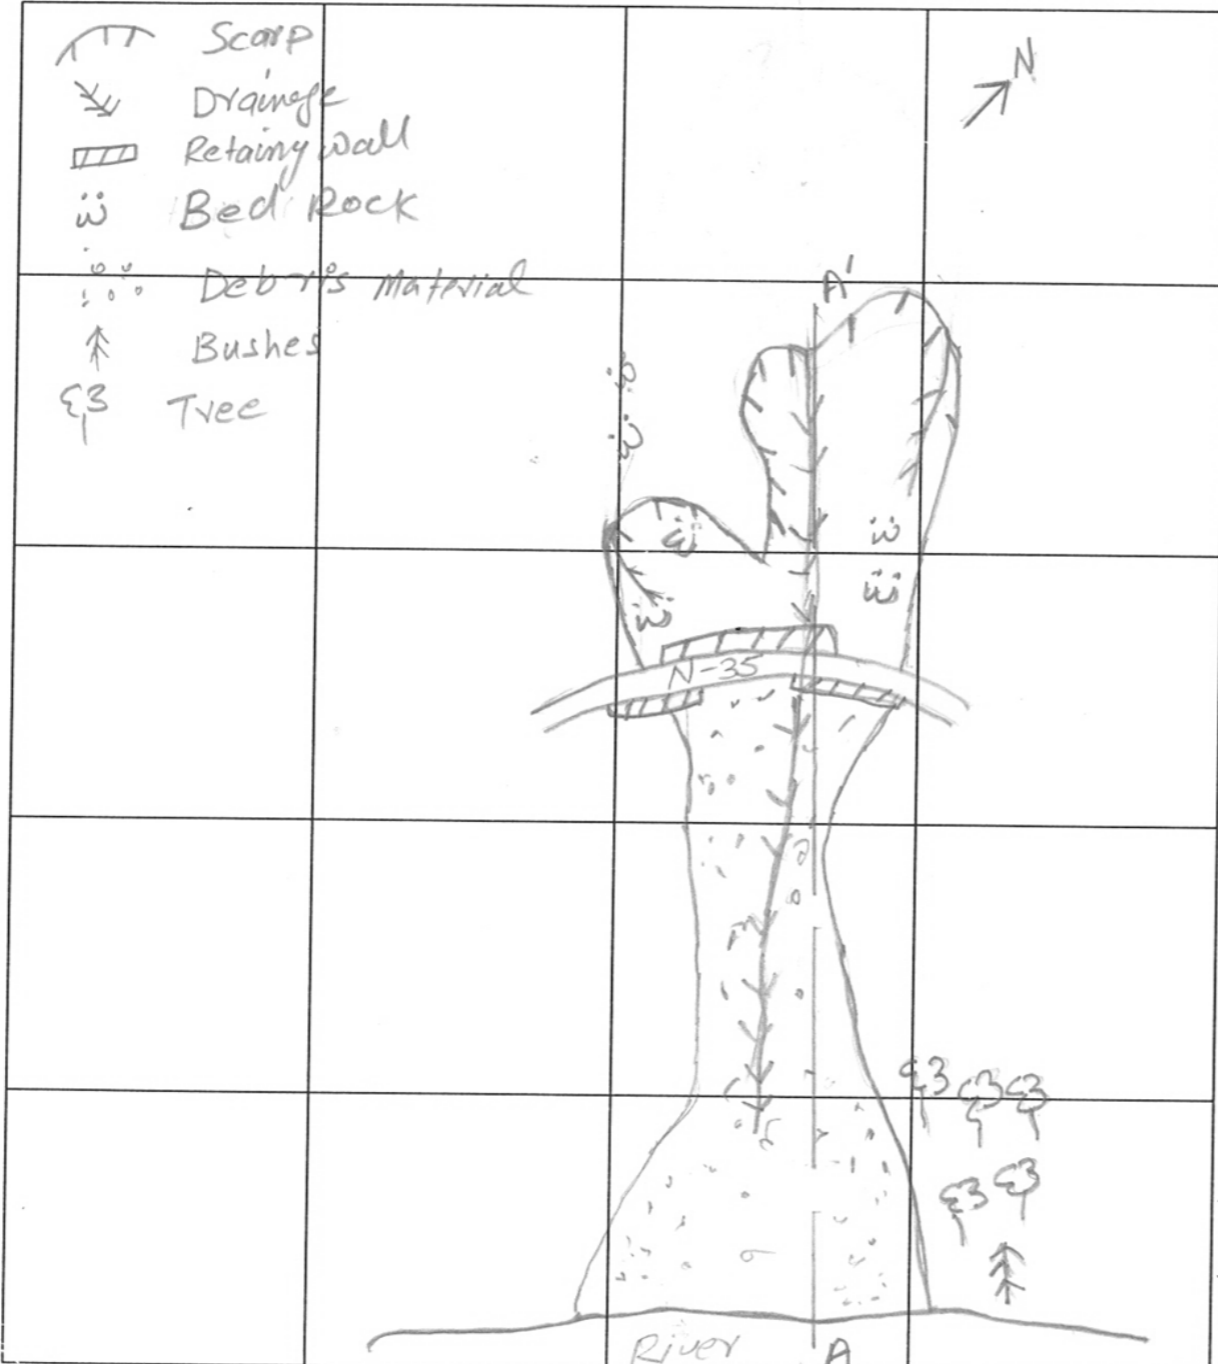 Scarp
Drainage
Retainy wall
Bed Rock
Debris Material
Bushes
Tree
N
A'
N-35
River
A